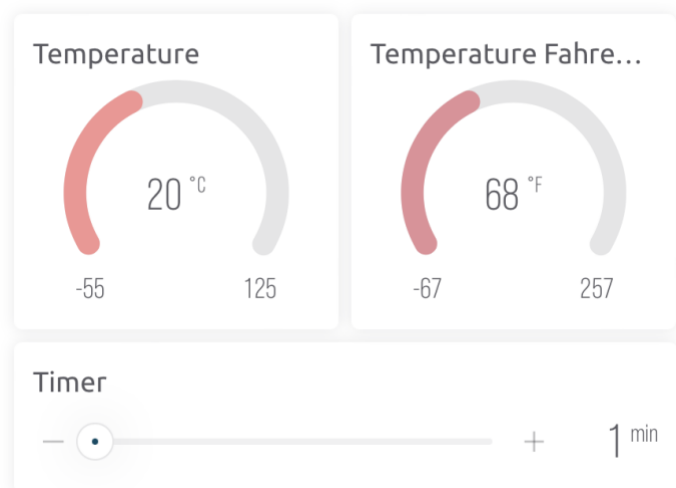 Temperature
Temperature Fahre...
20 °C
68 °F
-55 125
-67 257
Timer
— + 1 min